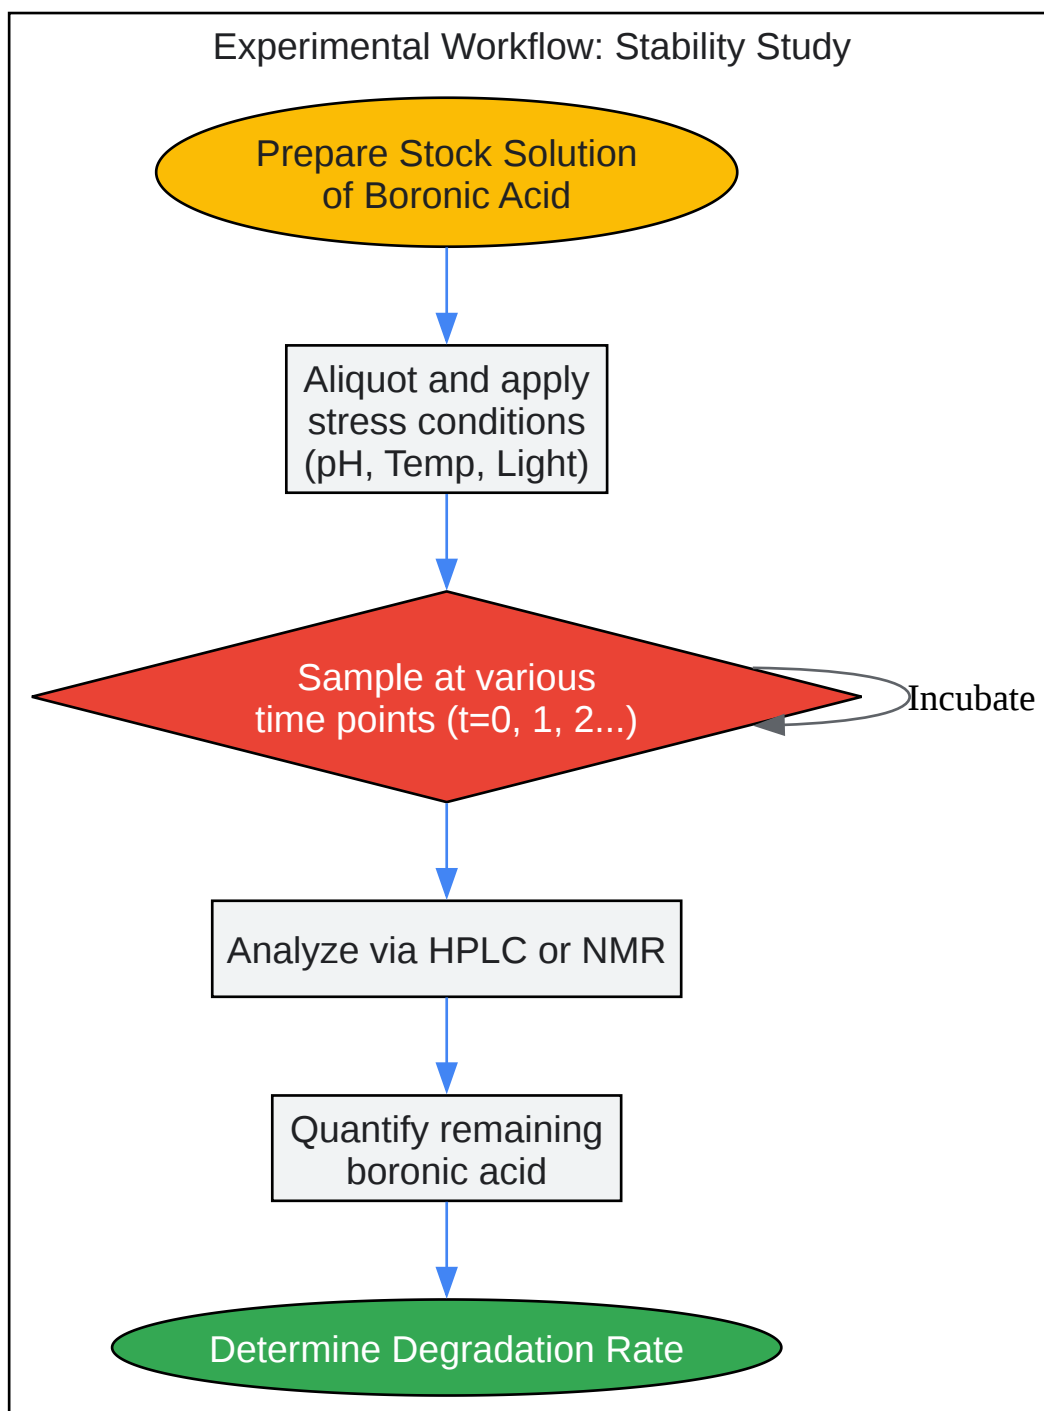 Experimental Workflow: Stability Study
Prepare Stock Solution
of Boronic Acid
Aliquot and apply
stress conditions
(pH, Temp, Light)
Sample at various
time points (t=0, 1, 2...)
Incubate
Analyze via HPLC or NMR
Quantify remaining
boronic acid
Determine Degradation Rate